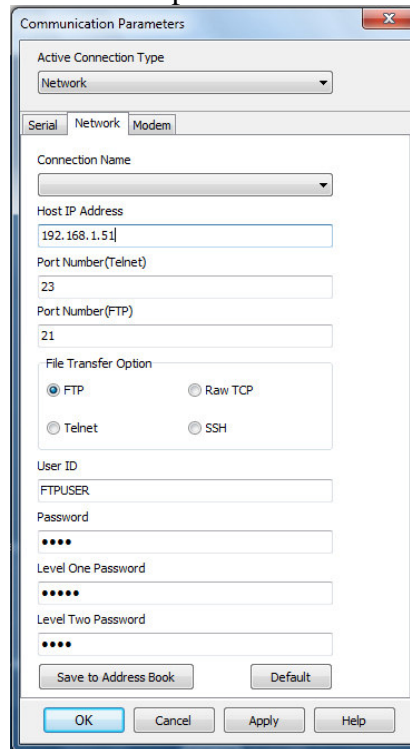 Communication Parameters
Active Connection Type
Network
Serial Network Modem
Connection Name
Host IP Address
192.168.1.51
Port Number(Telnet)
23
Port Number(FTP)
21
File Transfer Option
FTP Raw TCP
Telnet SSH
User ID
FTPUSER
Password
••••
Level One Password
•••••
Level Two Password
••••
Save to Address Book Default
OK Cancel Apply Help